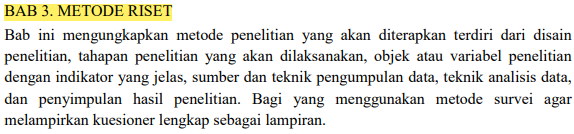 BAB 3. METODE RISET
Bab ini mengungkapkan metode penelitian yang akan diterapkan terdiri dari disain
penelitian, tahapan penelitian yang akan dilaksanakan, objek atau variabel penelitian
dengan indikator yang jelas, sumber dan teknik pengumpulan data, teknik analisis data,
dan penyimpulan hasil penelitian. Bagi yang menggunakan metode survei agar
melampirkan kuesioner lengkap sebagai lampiran.